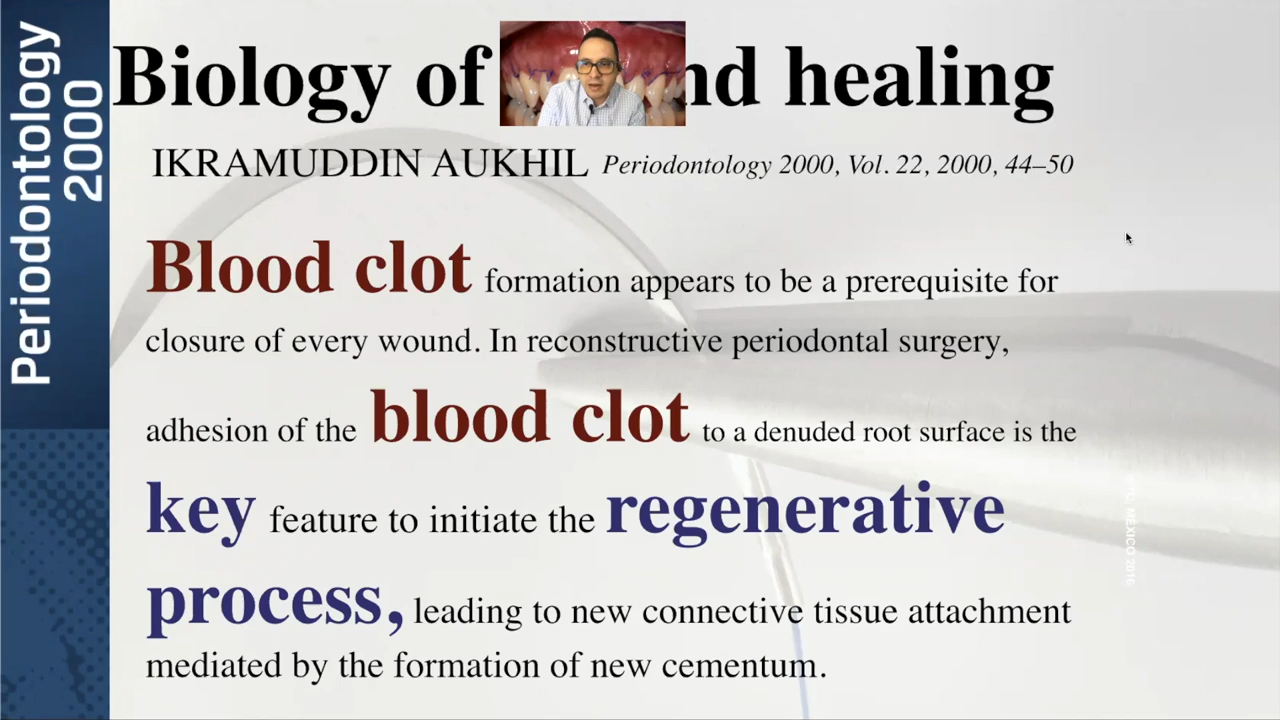 Periodontology
2000
Biology of nd healing
IKRAMUDDIN AUKHIL Periodontology 2000, Vol. 22, 2000, 44–50
Blood clot formation appears to be a prerequisite for
closure of every wound. In reconstructive periodontal surgery,
adhesion of the blood clot to a denuded root surface is the
key feature to initiate the regenerative
process, leading to new connective tissue attachment
mediated by the formation of new cementum.
MEXICO 2016